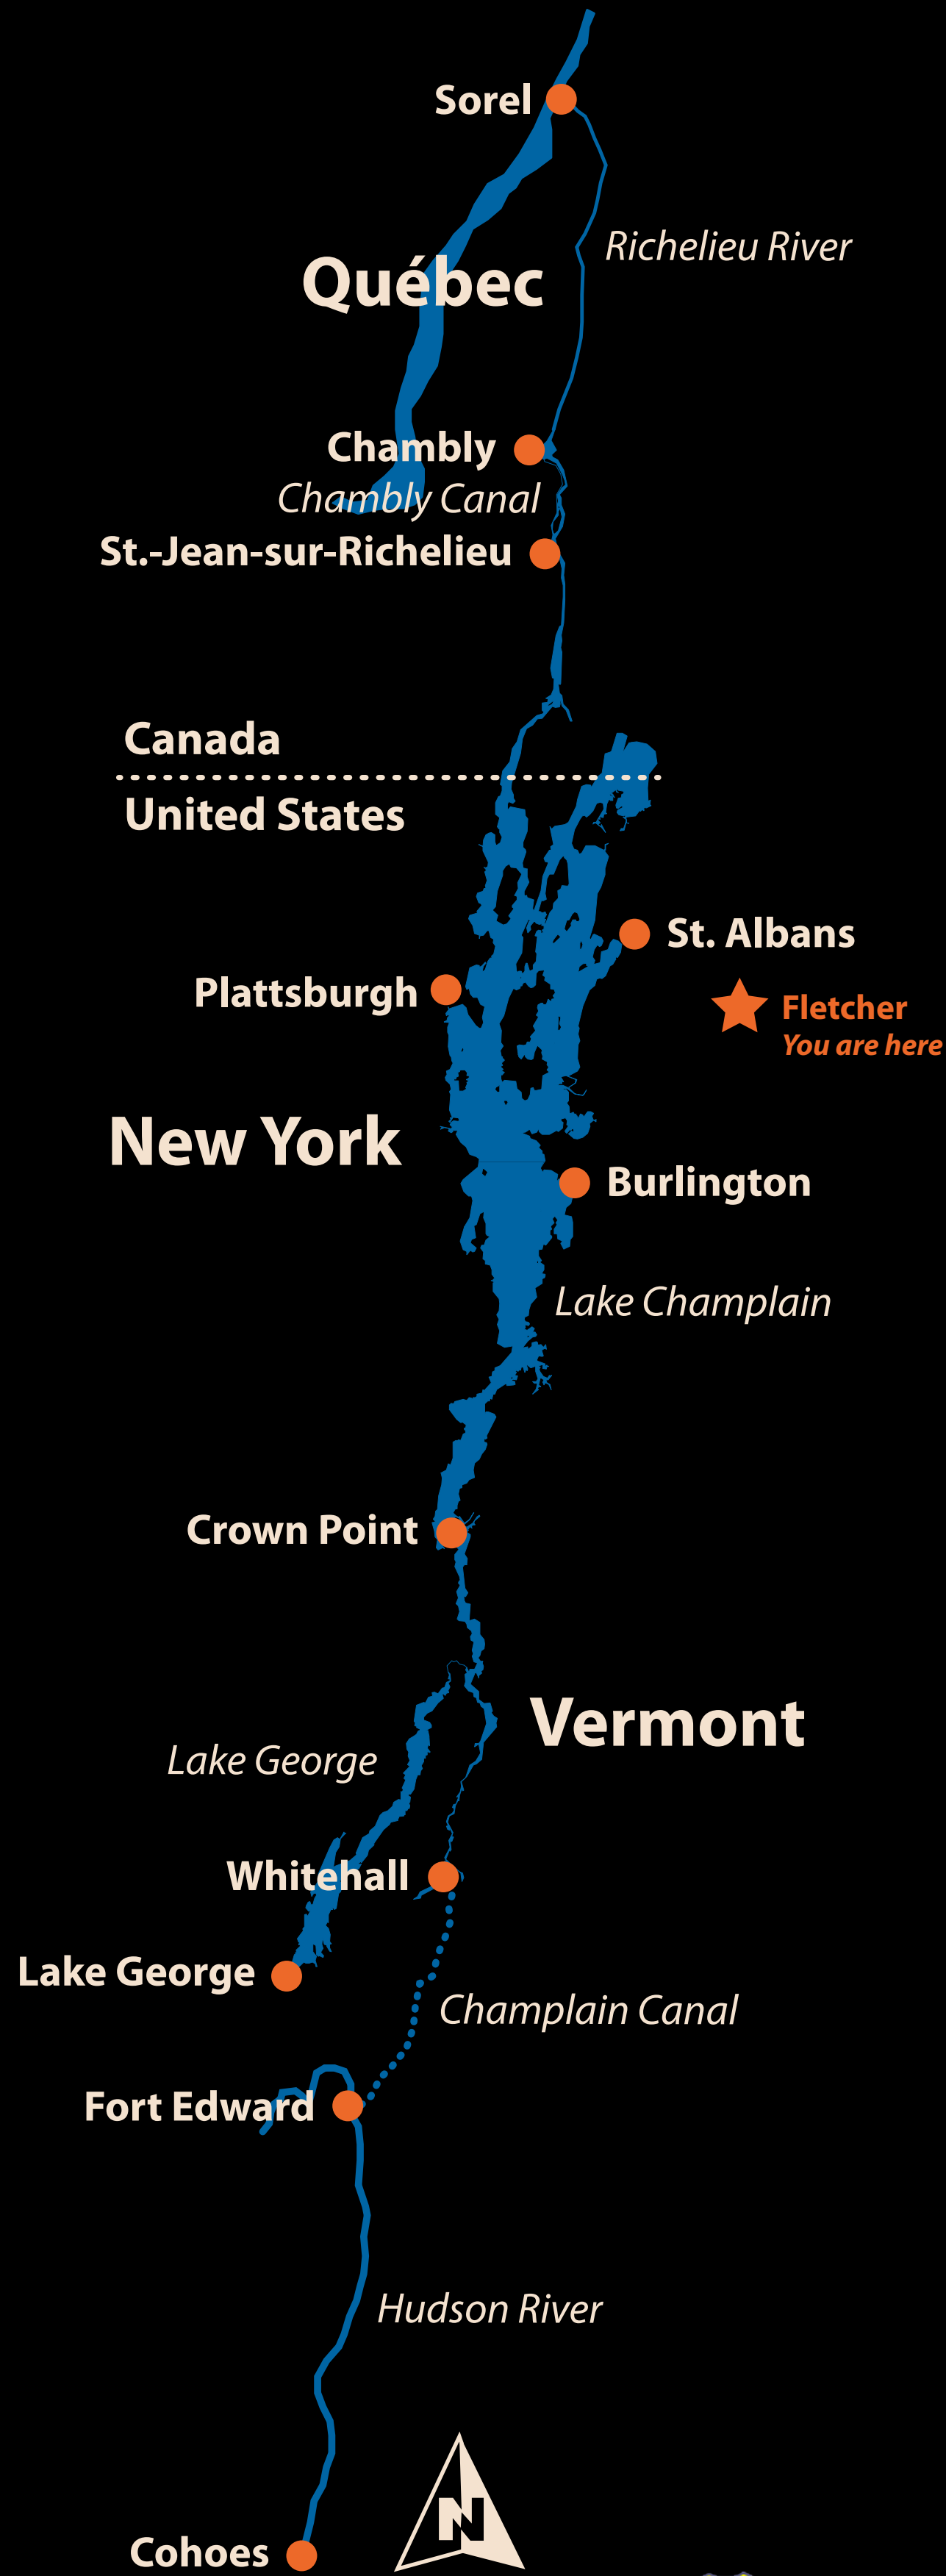 Sorel
Richelieu River
Québec
Chambly
Chambly Canal
St.-Jean-sur-Richelieu
Canada
United States
St. Albans
Plattsburgh
Fletcher
You are here
New York
Burlington
Lake Champlain
Crown Point
Vermont
Lake George
Whitehall
Lake George
Champlain Canal
Fort Edward
Hudson River
N
Cohoes